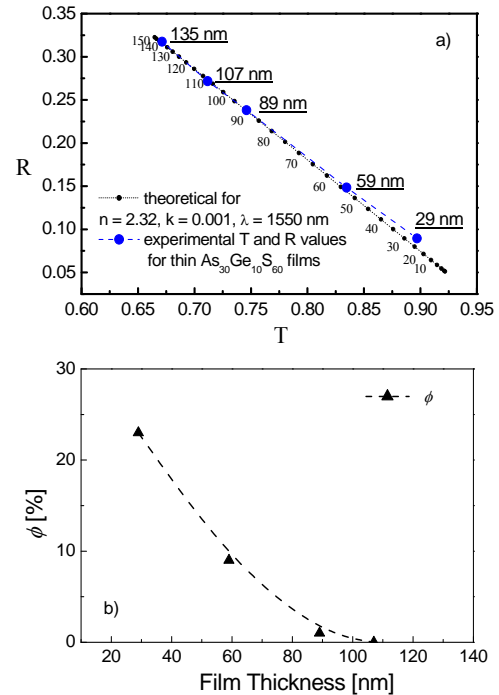 a)
0.35
0.30
0.25
0.20
0.15
0.10
0.05
R
150
140
130
120
110
100
90
80
70
60
50
40
30
20
10
135 nm
107 nm
89 nm
59 nm
29 nm
theoretical for
n = 2.32, k = 0.001, λ = 1550 nm
experimental T and R values
for thin As₃₀Ge₁₀S₆₀ films
0.60 0.65 0.70 0.75 0.80 0.85 0.90 0.95
T
30
20
10
0
ϕ [%]
ϕ
b)
20 40 60 80 100 120 140
Film Thickness [nm]